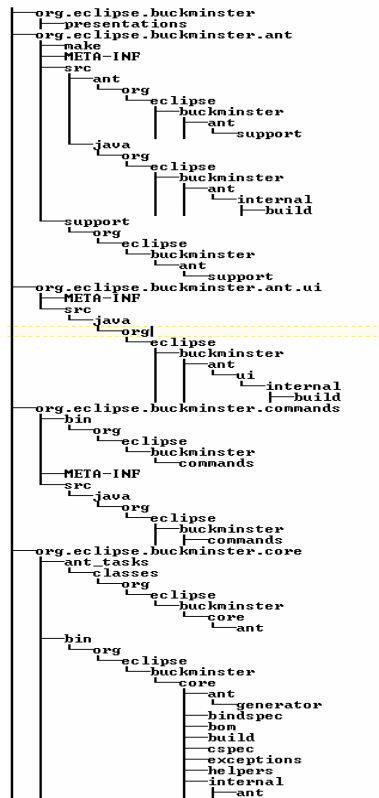 org.eclipse.buckminster
presentations
org.eclipse.buckminster.ant
make
META-INF
src
ant
org
eclipse
buckminster
ant
support
java
org
eclipse
buckminster
ant
internal
build
support
org
eclipse
buckminster
ant
support
org.eclipse.buckminster.ant.ui
META-INF
src
java
org
eclipse
buckminster
ant
ui
internal
build
org.eclipse.buckminster.commands
bin
org
eclipse
buckminster
commands
META-INF
src
java
org
eclipse
buckminster
commands
org.eclipse.buckminster.core
ant_tasks
classes
org
eclipse
buckminster
core
ant
bin
org
eclipse
buckminster
core
ant
generator
bindspec
bom
build
cspec
exceptions
helpers
internal
ant